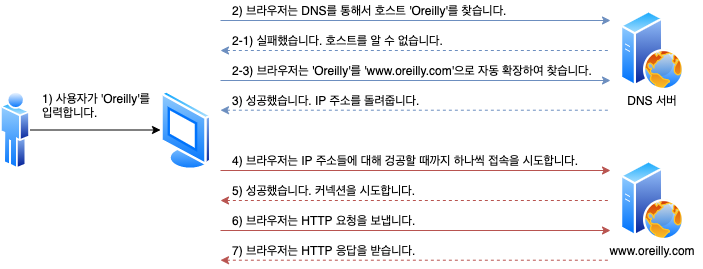 2) 브라우저는 DNS를 통해서 호스트 'Oreilly'를 찾습니다.
2-1) 실패했습니다. 호스트를 알 수 없습니다.
2-3) 브라우저는 'Oreilly'를 'www.oreilly.com'으로 자동 확장하여 찾습니다.
3) 성공했습니다. IP 주소를 돌려줍니다.
DNS 서버
1) 사용자가 'Oreilly'를
입력합니다.
4) 브라우저는 IP 주소들에 대해 겅공할 때까지 하나씩 접속을 시도합니다.
5) 성공했습니다. 커넥션을 시도합니다.
6) 브라우저는 HTTP 요청을 보냅니다.
7) 브라우저는 HTTP 응답을 받습니다.
www.oreilly.com